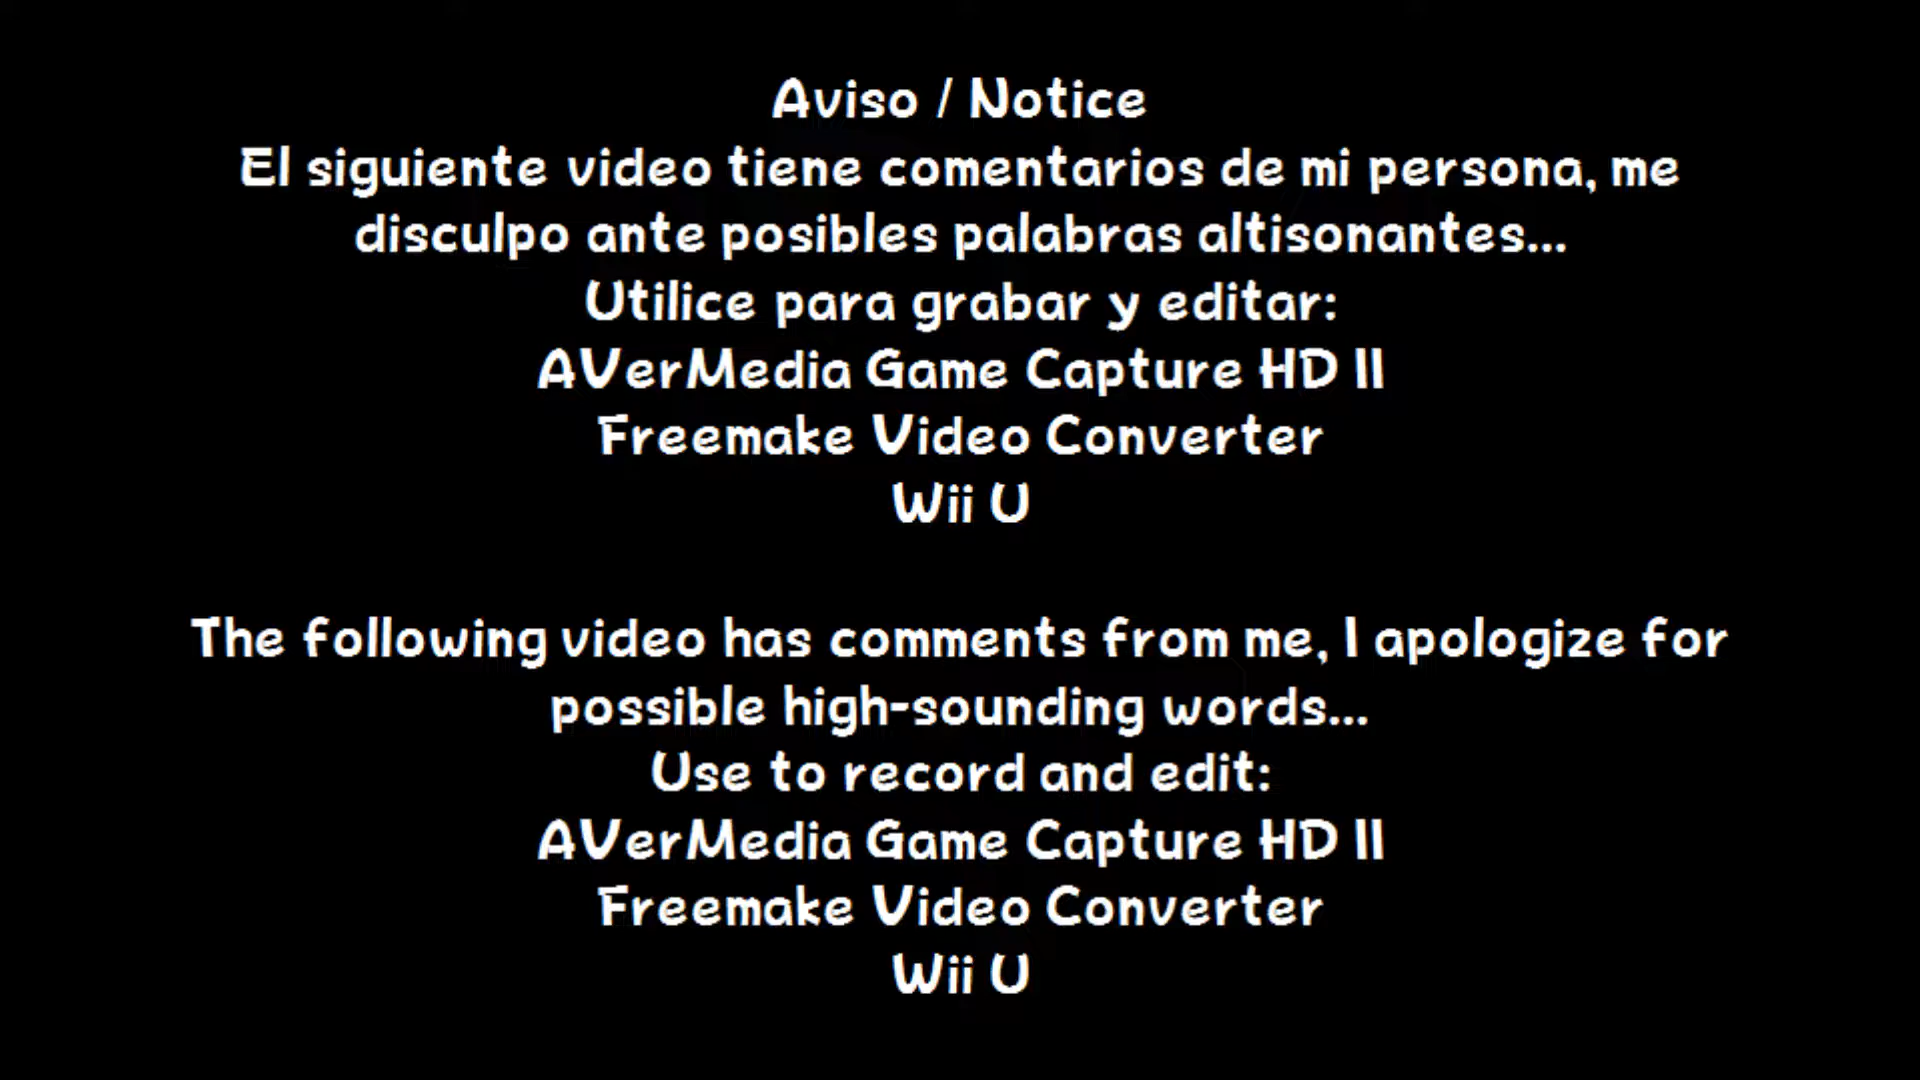 Aviso / Notice
El siguiente video tiene comentarios de mi persona, me
disculpo ante posibles palabras altisonantes...
Utilice para grabar y editar:
AVerMedia Game Capture HD II
Freemake Video Converter
Wii U
The following video has comments from me, I apologize for
possible high-sounding words...
Use to record and edit:
AVerMedia Game Capture HD II
Freemake Video Converter
Wii U